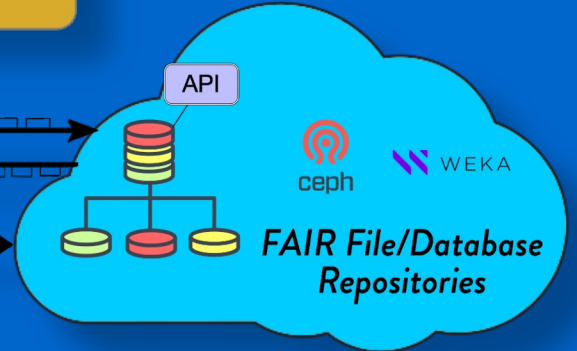 API
ceph
WEKA
FAIR File/Database
Repositories